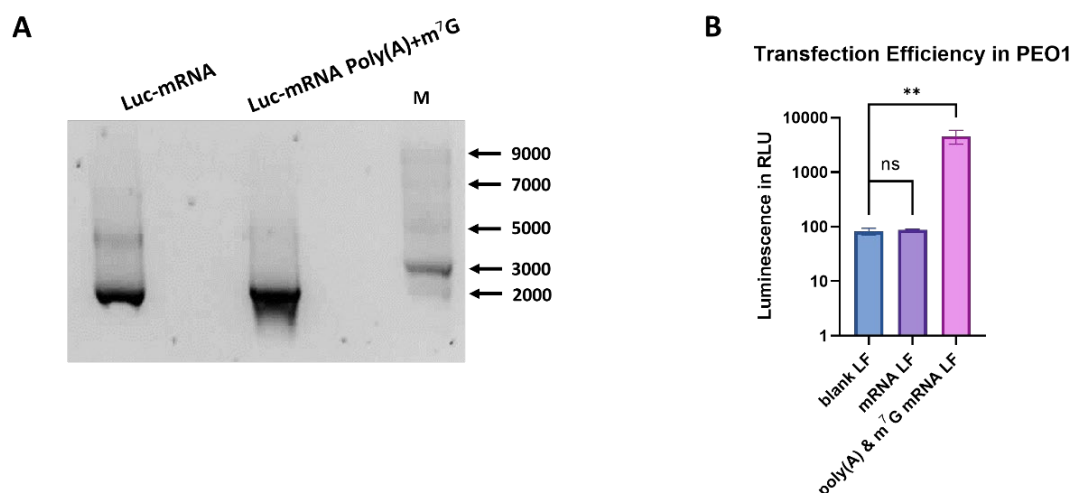 A
Luc-mRNA
Luc-mRNA Poly(A)+m⁷G
M
9000
7000
5000
3000
2000
B
Transfection Efficiency in PEO1
**
ns
Luminescence in RLU
10000
1000
100
10
1
blank LF
mRNA LF
poly(A) & m⁷G mRNA LF